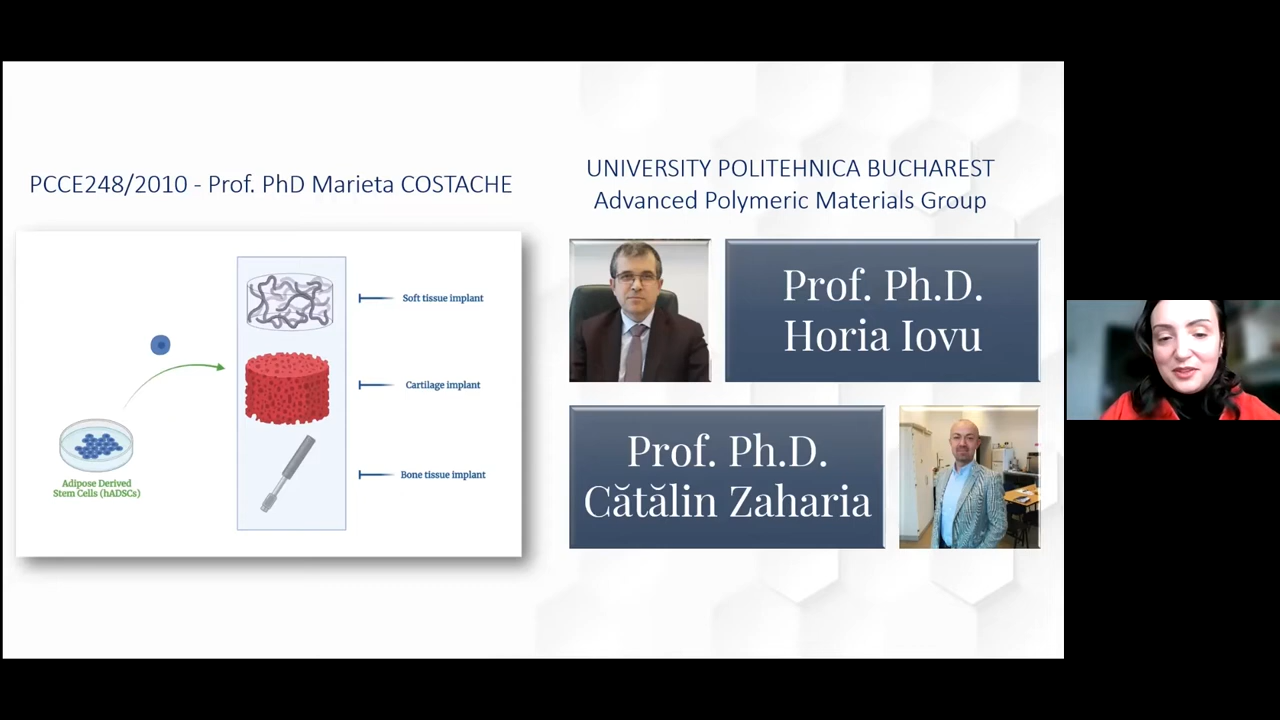 PCCE248/2010 - Prof. PhD Marieta COSTACHE
Soft tissue implant
Cartilage implant
Bone tissue implant
Adipose Derived
Stem Cells (hADSCs)
UNIVERSITY POLITEHNICA BUCHAREST
Advanced Polymeric Materials Group
Prof. Ph.D.
Horia Iovu
Prof. Ph.D.
Cătălin Zaharia